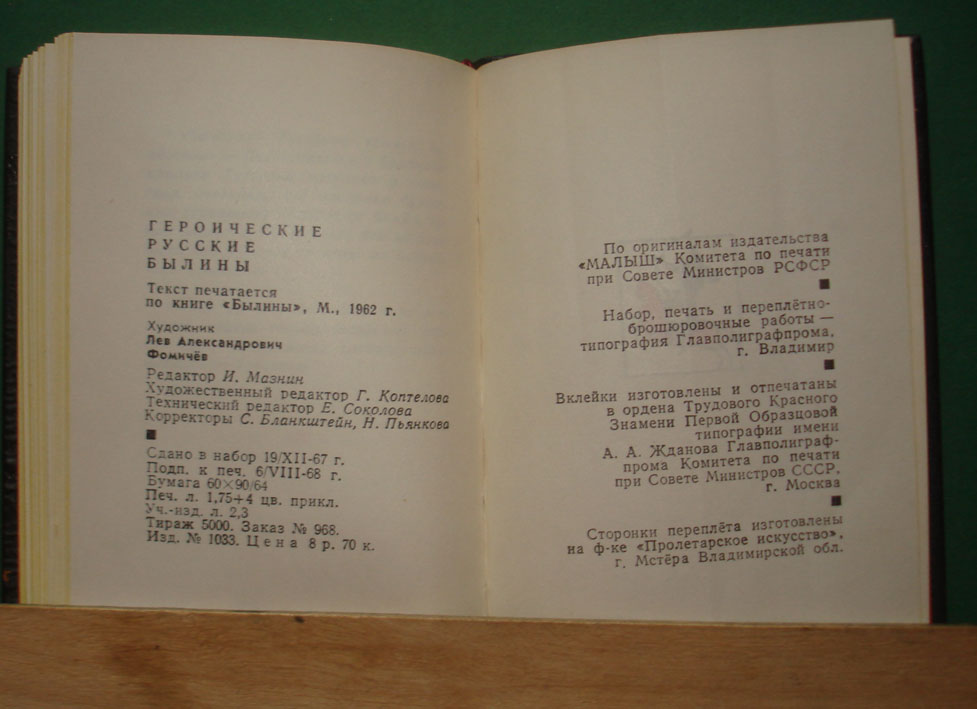 ГЕРОИЧЕСКИЕ
РУССКИЕ
БЫЛИНЫ
Текст печатается
по книге «Былины», М., 1962 г.
Художник
Лев Александрович
Фомичёв
Редактор И. Мазнин
Художественный редактор Г. Коптелова
Технический редактор Е. Соколова
Корректоры С. Бланкштейн, Н. Пьянкова
Сдано в набор 19/XII-67 г.
Подп. к печ. 6/VIII-68 г.
Бумага 60×90/64
Печ. л. 1,75+4 цв. прикл.
Уч.-изд. л. 2,3
Тираж 5000. Заказ № 968.
Изд. № 1033. Цена 8 р. 70 к.
По оригиналам издательства
«МАЛЫШ» Комитета по печати
при Совете Министров РСФСР
Набор, печать и переплётно-
брошюровочные работы —
типография Главполиграфпрома,
г. Владимир
Вклейки изготовлены и отпечатаны
в ордена Трудового Красного
Знамени Первой Образцовой
типографии имени
А. А. Жданова Главполиграф-
прома Комитета по печати
при Совете Министров СССР,
г. Москва
Сторонки переплёта изготовлены
на ф-ке «Пролетарское искусство»,
г. Мстёра Владимирской обл.